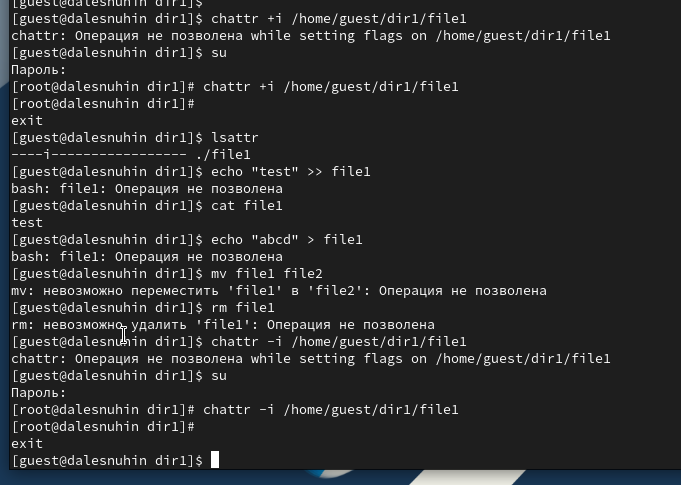 [guest@dalesnuhin dir1]$
[guest@dalesnuhin dir1]$ chattr +i /home/guest/dir1/file1
chattr: Операция не позволена while setting flags on /home/guest/dir1/file1
[guest@dalesnuhin dir1]$ su
Пароль:
[root@dalesnuhin dir1]# chattr +i /home/guest/dir1/file1
[root@dalesnuhin dir1]#
exit
[guest@dalesnuhin dir1]$ lsattr
----i----------------- ./file1
[guest@dalesnuhin dir1]$ echo "test" >> file1
bash: file1: Операция не позволена
[guest@dalesnuhin dir1]$ cat file1
test
[guest@dalesnuhin dir1]$ echo "abcd" > file1
bash: file1: Операция не позволена
[guest@dalesnuhin dir1]$ mv file1 file2
mv: невозможно переместить 'file1' в 'file2': Операция не позволена
[guest@dalesnuhin dir1]$ rm file1
rm: невозможно удалить 'file1': Операция не позволена
[guest@dalesnuhin dir1]$ chattr -i /home/guest/dir1/file1
chattr: Операция не позволена while setting flags on /home/guest/dir1/file1
[guest@dalesnuhin dir1]$ su
Пароль:
[root@dalesnuhin dir1]# chattr -i /home/guest/dir1/file1
[root@dalesnuhin dir1]#
exit
[guest@dalesnuhin dir1]$